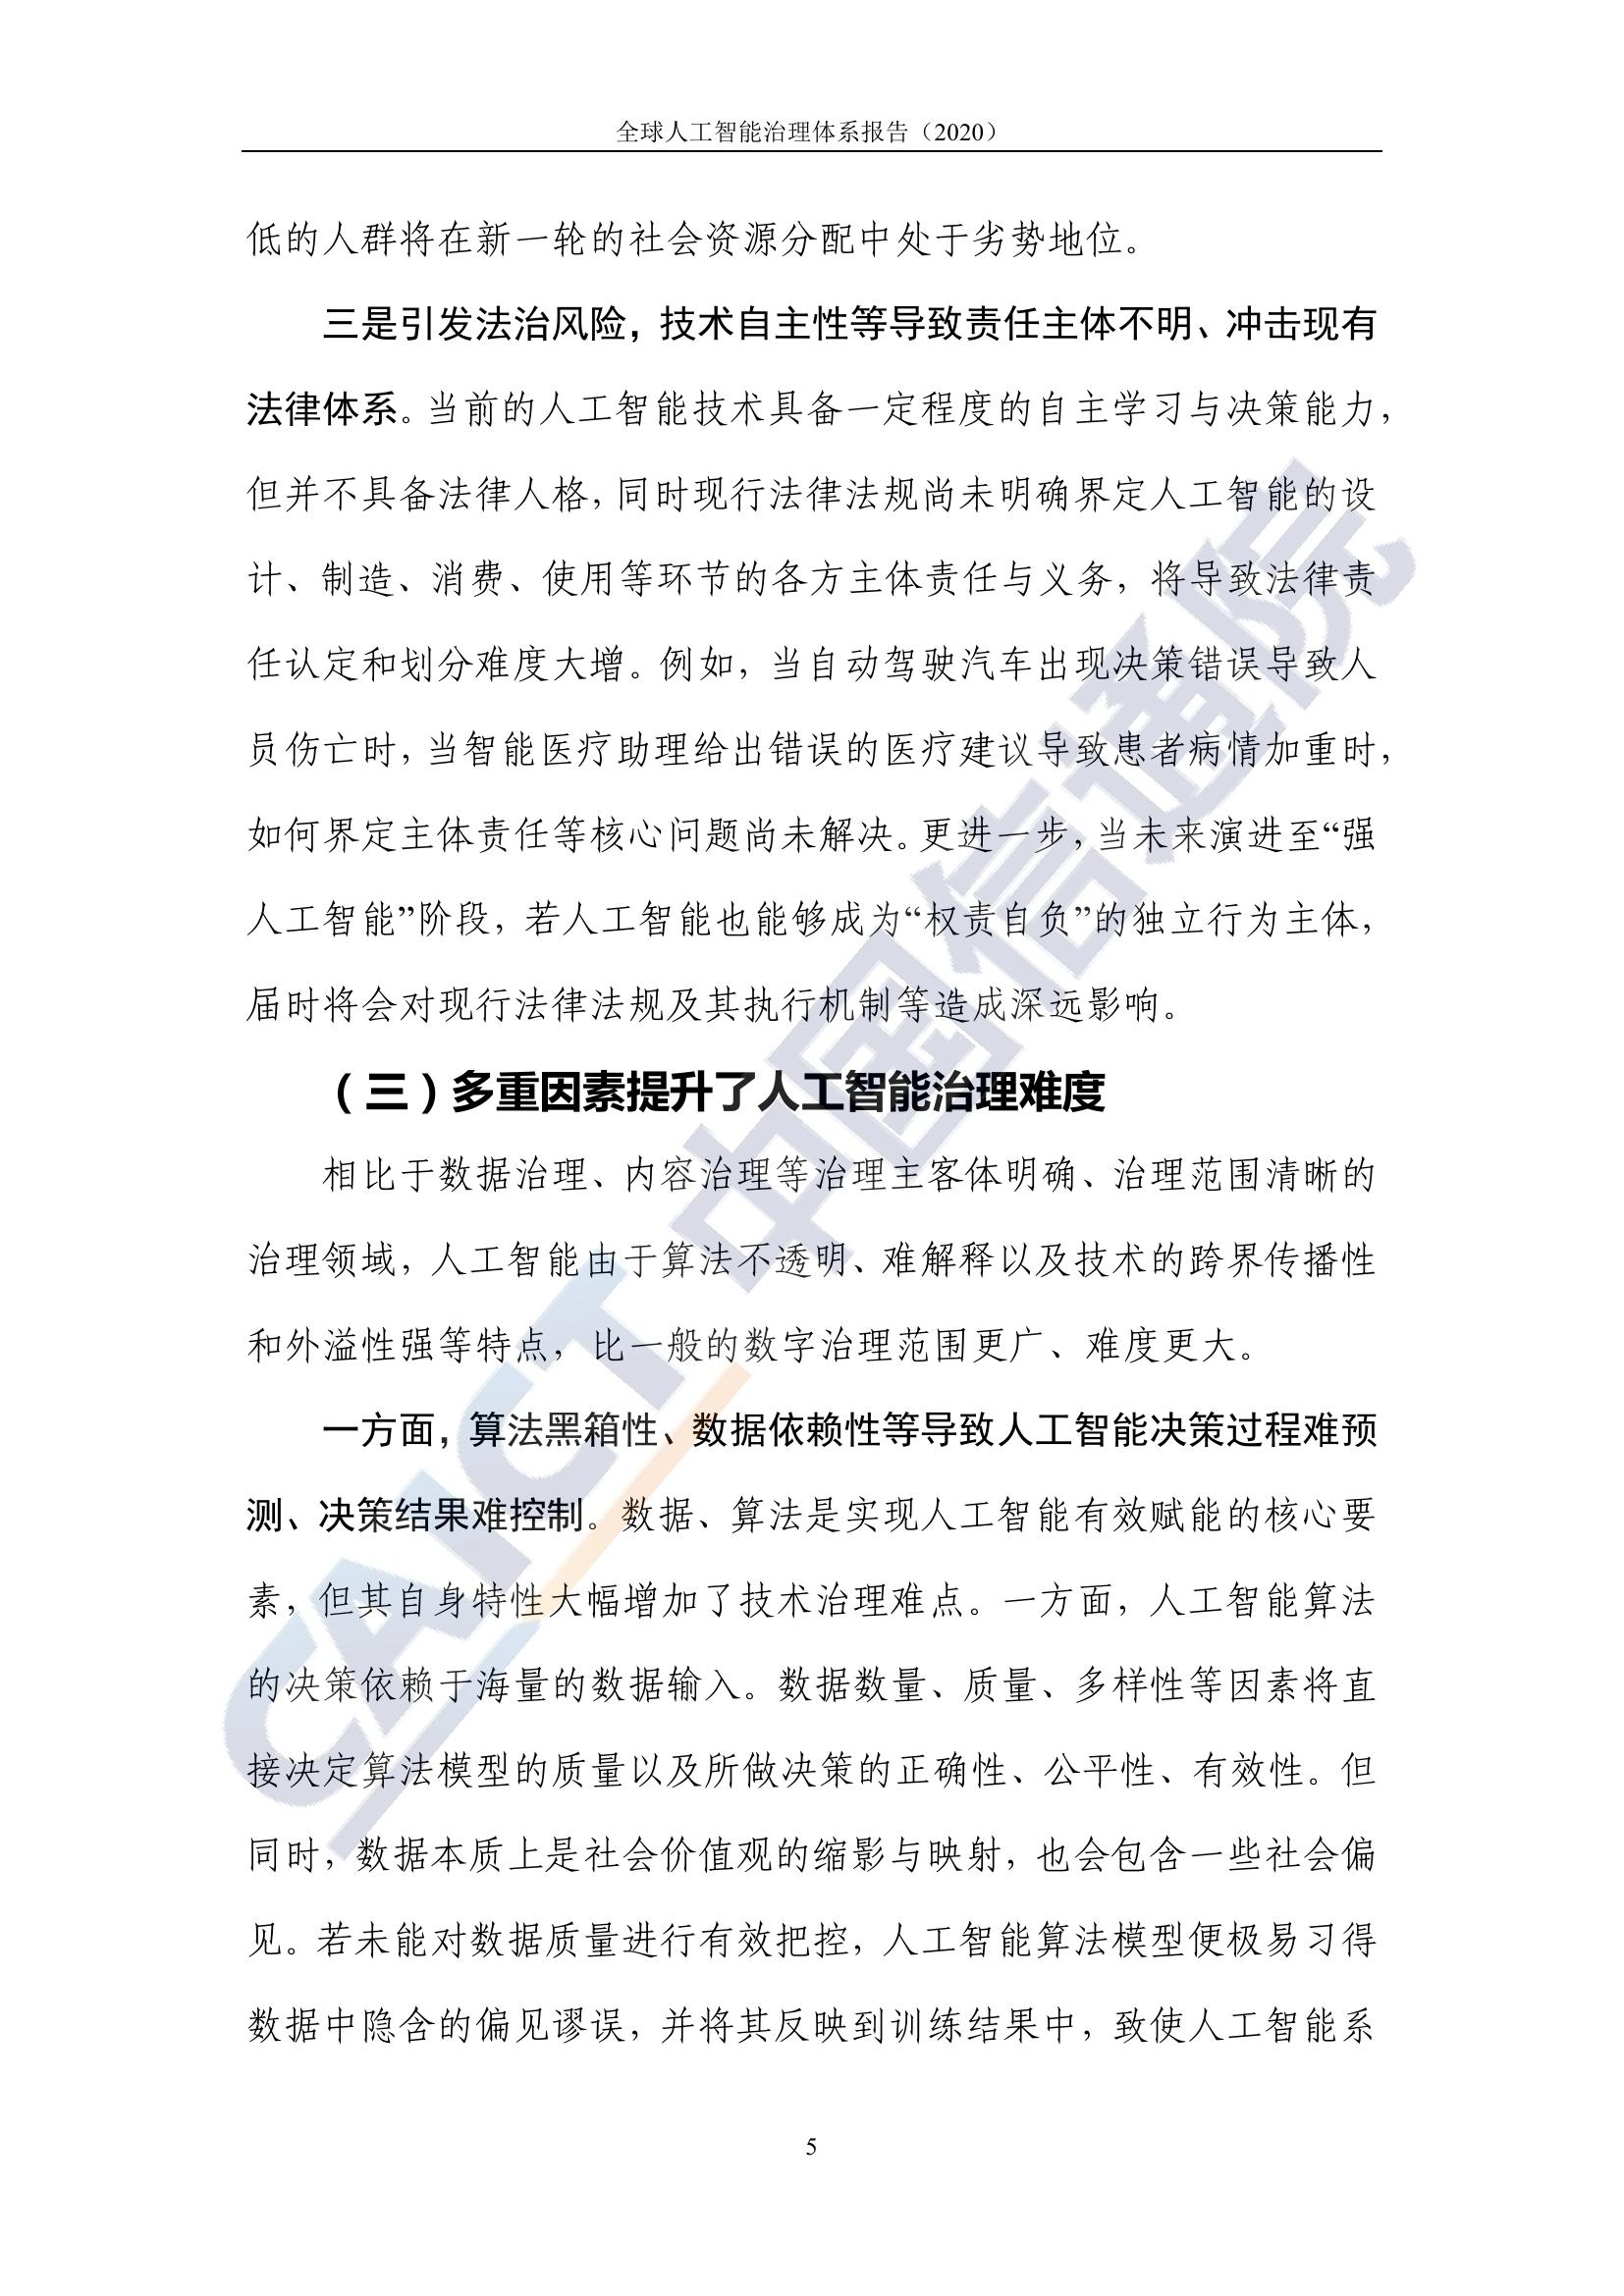 全球人工智能治理体系报告（2020）
低的人群将在新一轮的社会资源分配中处于劣势地位。
三是引发法治风险，技术自主性等导致责任主体不明、冲击现有
法律体系。当前的人工智能技术具备一定程度的自主学习与决策能力，
但并不具备法律人格，同时现行法律法规尚未明确界定人工智能的设
计、制造、消费、使用等环节的各方主体责任与义务，将导致法律责
任认定和划分难度大增。例如，当自动驾驶汽车出现决策错误导致人
员伤亡时，当智能医疗助理给出错误的医疗建议导致患者病情加重时，
如何界定主体责任等核心问题尚未解决。更进一步，当未来演进至“强
人工智能”阶段，若人工智能也能够成为“权责自负”的独立行为主体，
届时将会对现行法律法规及其执行机制等造成深远影响。
（三）多重因素提升了人工智能治理难度
相比于数据治理、内容治理等治理主客体明确、治理范围清晰的
治理领域，人工智能由于算法不透明、难解释以及技术的跨界传播性
和外溢性强等特点，比一般的数字治理范围更广、难度更大。
一方面，算法黑箱性、数据依赖性等导致人工智能决策过程难预
测、决策结果难控制。数据、算法是实现人工智能有效赋能的核心要
素，但其自身特性大幅增加了技术治理难点。一方面，人工智能算法
的决策依赖于海量的数据输入。数据数量、质量、多样性等因素将直
接决定算法模型的质量以及所做决策的正确性、公平性、有效性。但
同时，数据本质上是社会价值观的缩影与映射，也会包含一些社会偏
见。若未能对数据质量进行有效把控，人工智能算法模型便极易习得
数据中隐含的偏见谬误，并将其反映到训练结果中，致使人工智能系
5
CAICT 中国信通院